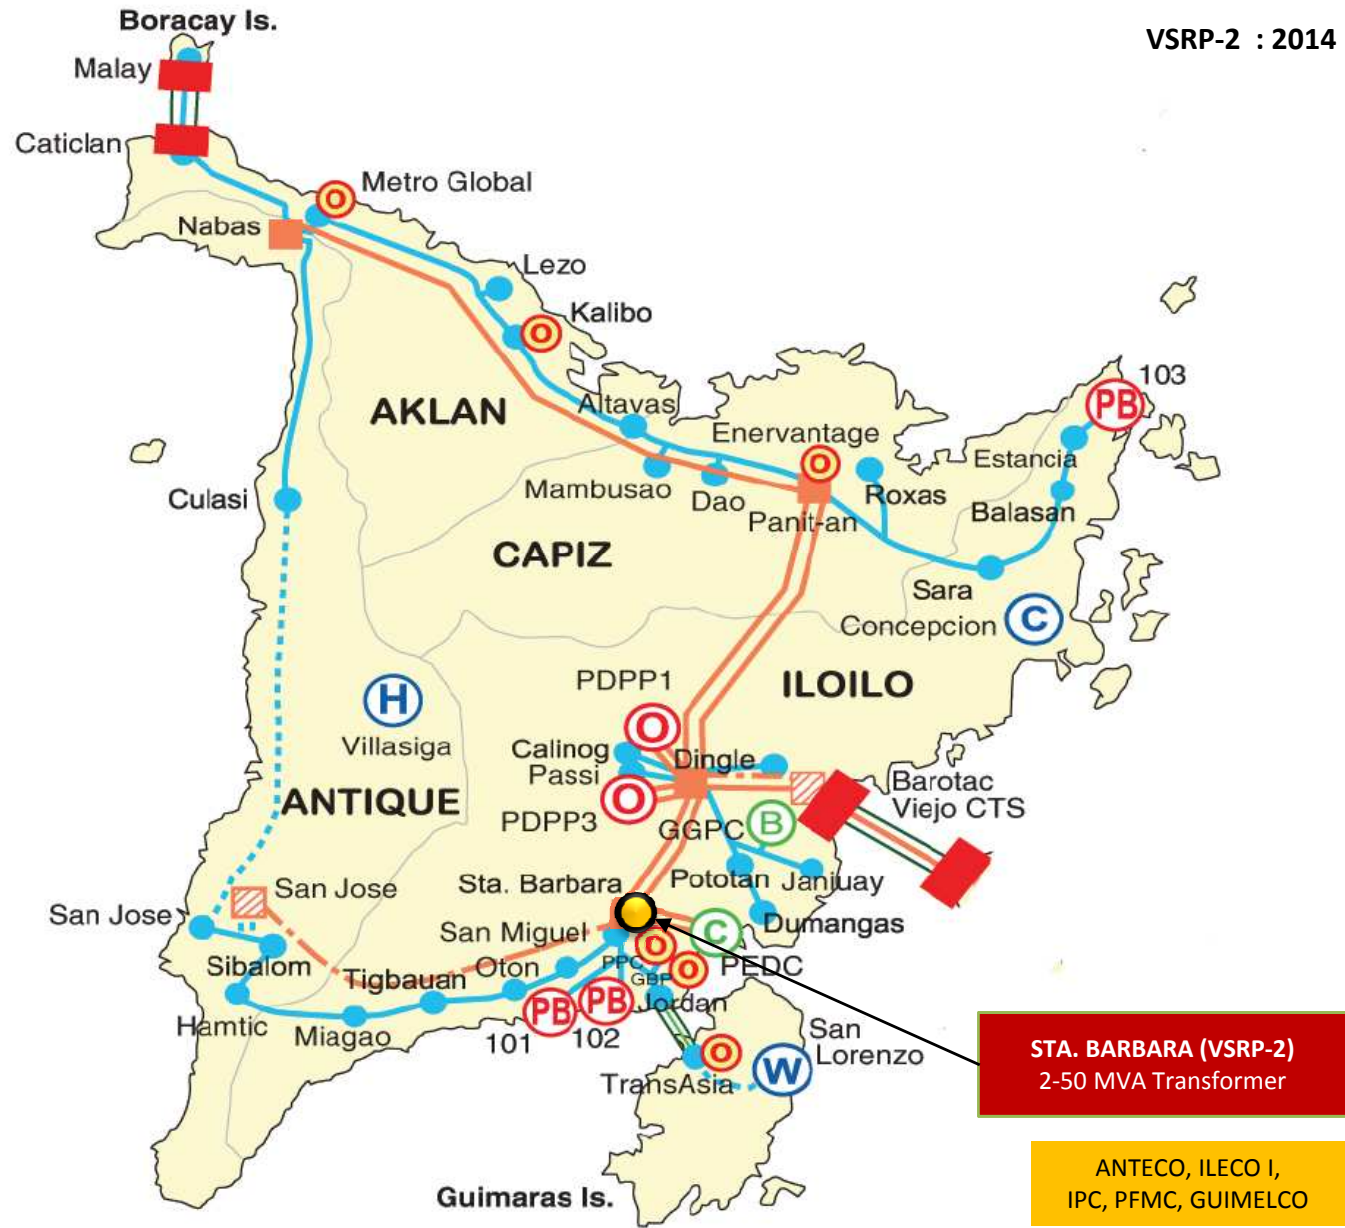 Boracay Is.
VSRP-2 : 2014
Malay
Caticlan
Metro Global
O
Nabas
Lezo
Kalibo
O
103
PB
AKLAN
Altavas
Enervantage
O
Estancia
Culasi
Mambusao
Dao
Roxas
Panit-an
Balasan
CAPIZ
Sara
Concepcion
C
PDPP1
ILOILO
H
Villasiga
O
Calinog
Dingle
Passi
Barotac
Viejo CTS
ANTIQUE
O
PDPP3
GGPC
B
San Jose
Sta. Barbara
Pototan
Janiuay
San Jose
San Miguel
Dumangas
C
O
PPC
PEDC
Sibalom
Oton
Tigbauan
GBP
O
Jordan
Hamtic
Miagao
PB
PB
101
102
San
Lorenzo
O
W
TransAsia
STA. BARBARA (VSRP-2)
2-50 MVA Transformer
ANTECO, ILECO I,
IPC, PFMC, GUIMELCO
Guimaras Is.